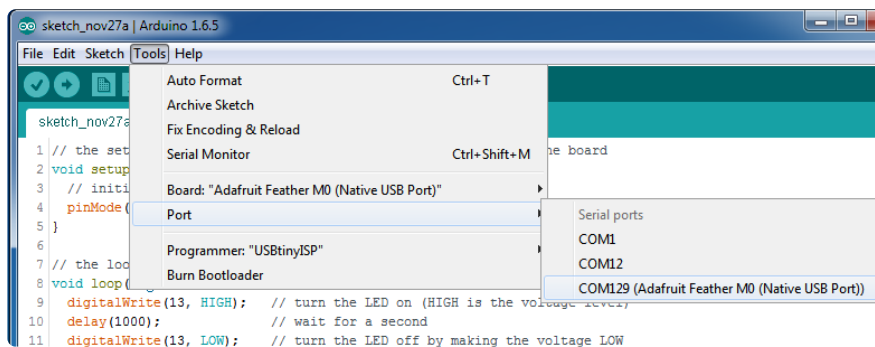 sketch_nov27a | Arduino 1.6.5
File Edit Sketch Tools Help
Auto Format Ctrl+T
Archive Sketch
sketch_nov27a Fix Encoding & Reload
1 // the set Serial Monitor Ctrl+Shift+M he board
2 void setup
3 // initi Board: "Adafruit Feather M0 (Native USB Port)"
4 pinMode( Port Serial ports
5 }
COM1
6 Programmer: "USBtinyISP"
7 // the loo COM12
8 void loop( Burn Bootloader COM129 (Adafruit Feather M0 (Native USB Port))
9 digitalWrite(13, HIGH); // turn the LED on (HIGH is the voltage level)
10 delay(1000); // wait for a second
11 digitalWrite(13, LOW); // turn the LED off by making the voltage LOW